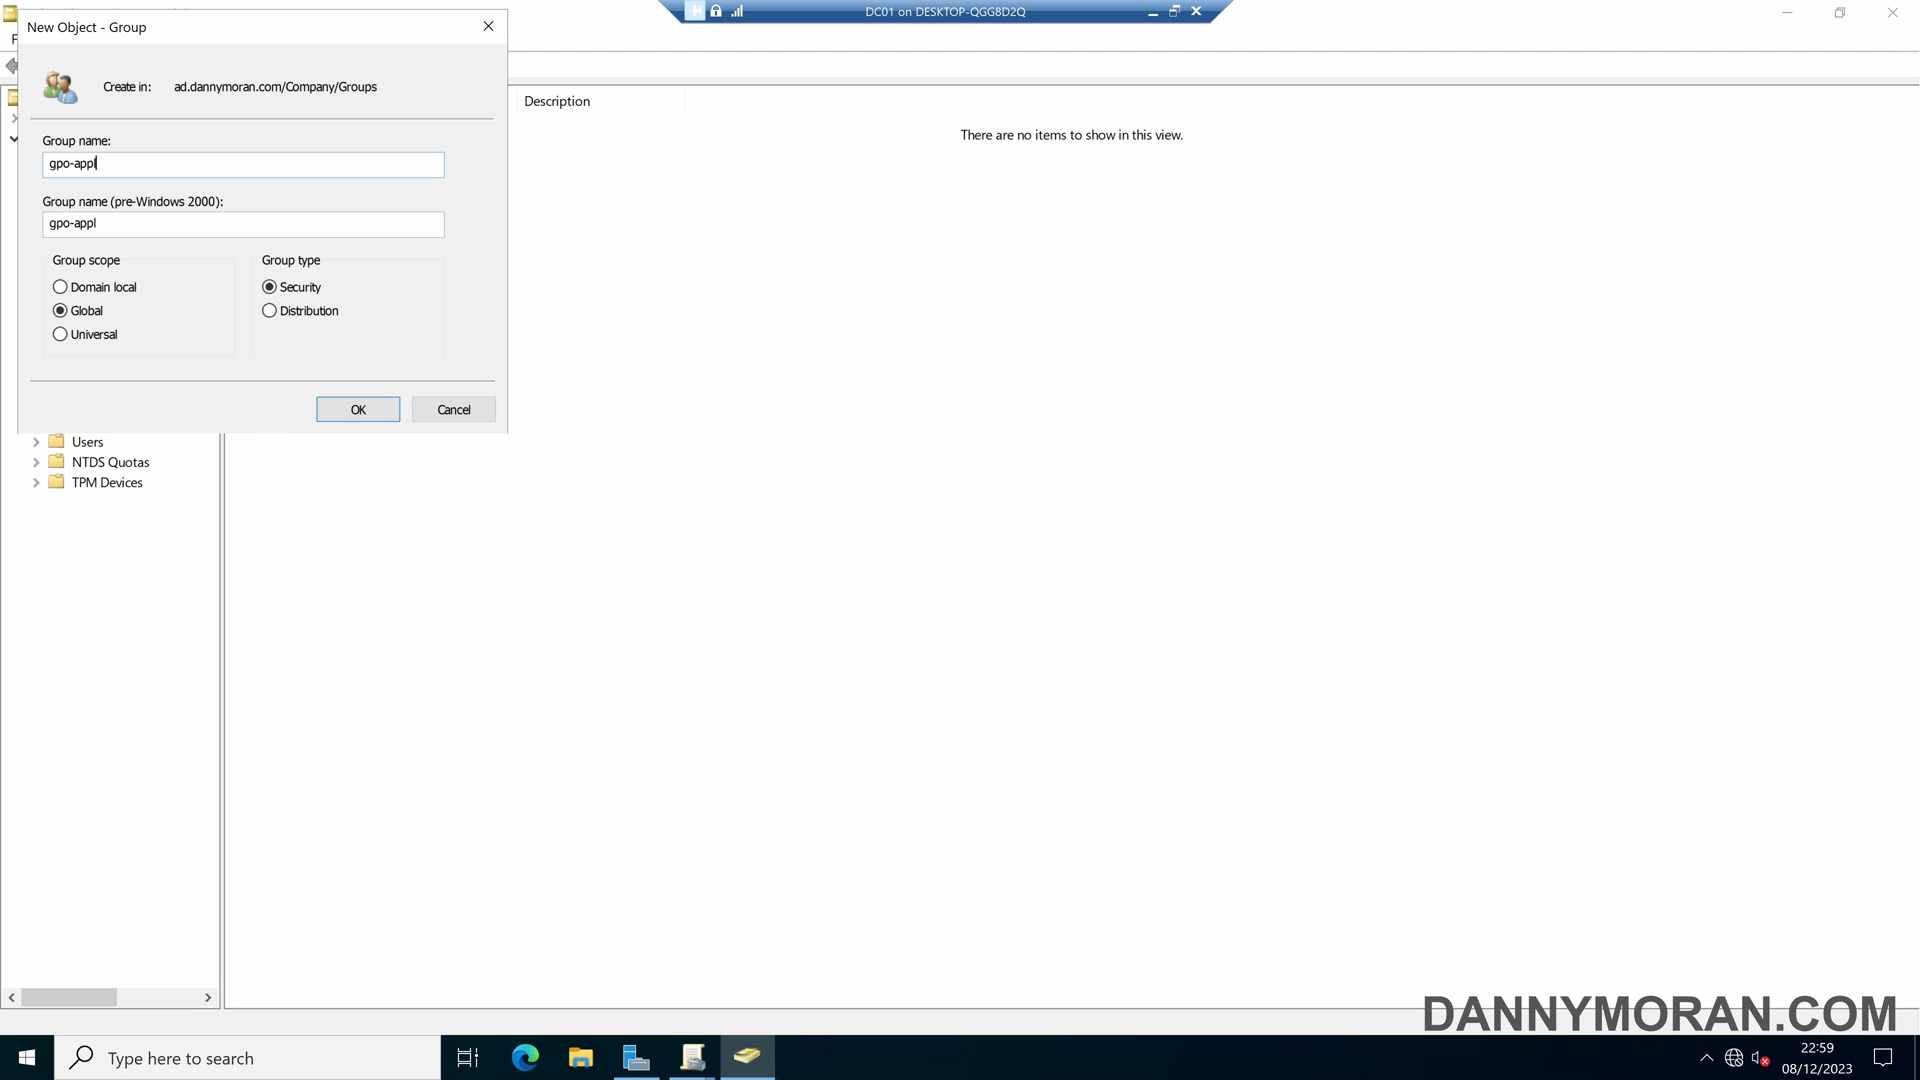 New Object - Group
DC01 on DESKTOP-QGG8D2Q
F
Create in: ad.dannymoran.com/Company/Groups
Description
There are no items to show in this view.
Group name:
gpo-appl
Group name (pre-Windows 2000):
gpo-appl
Group scope
Group type
Domain local
Security
Global
Distribution
Universal
OK
Cancel
Users
NTDS Quotas
TPM Devices
DANNYMORAN.COM
Type here to search
22:59
08/12/2023